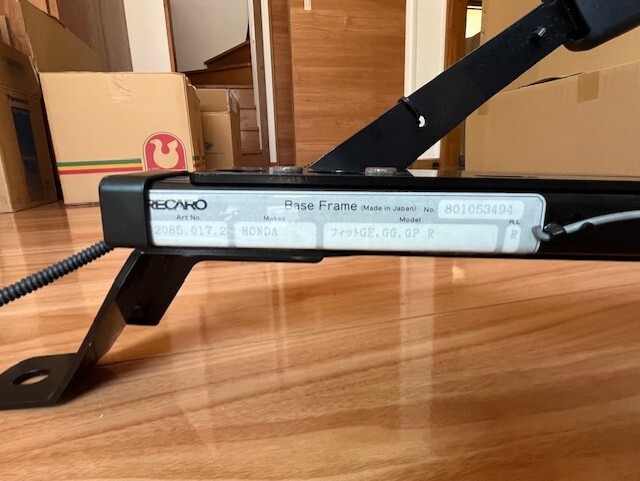 RECARO Base Frame (Made in Japan) No. 801053494
Art No. Makes Model R.L
2085.017.2 HONDA フィットGE,GG,GP R R